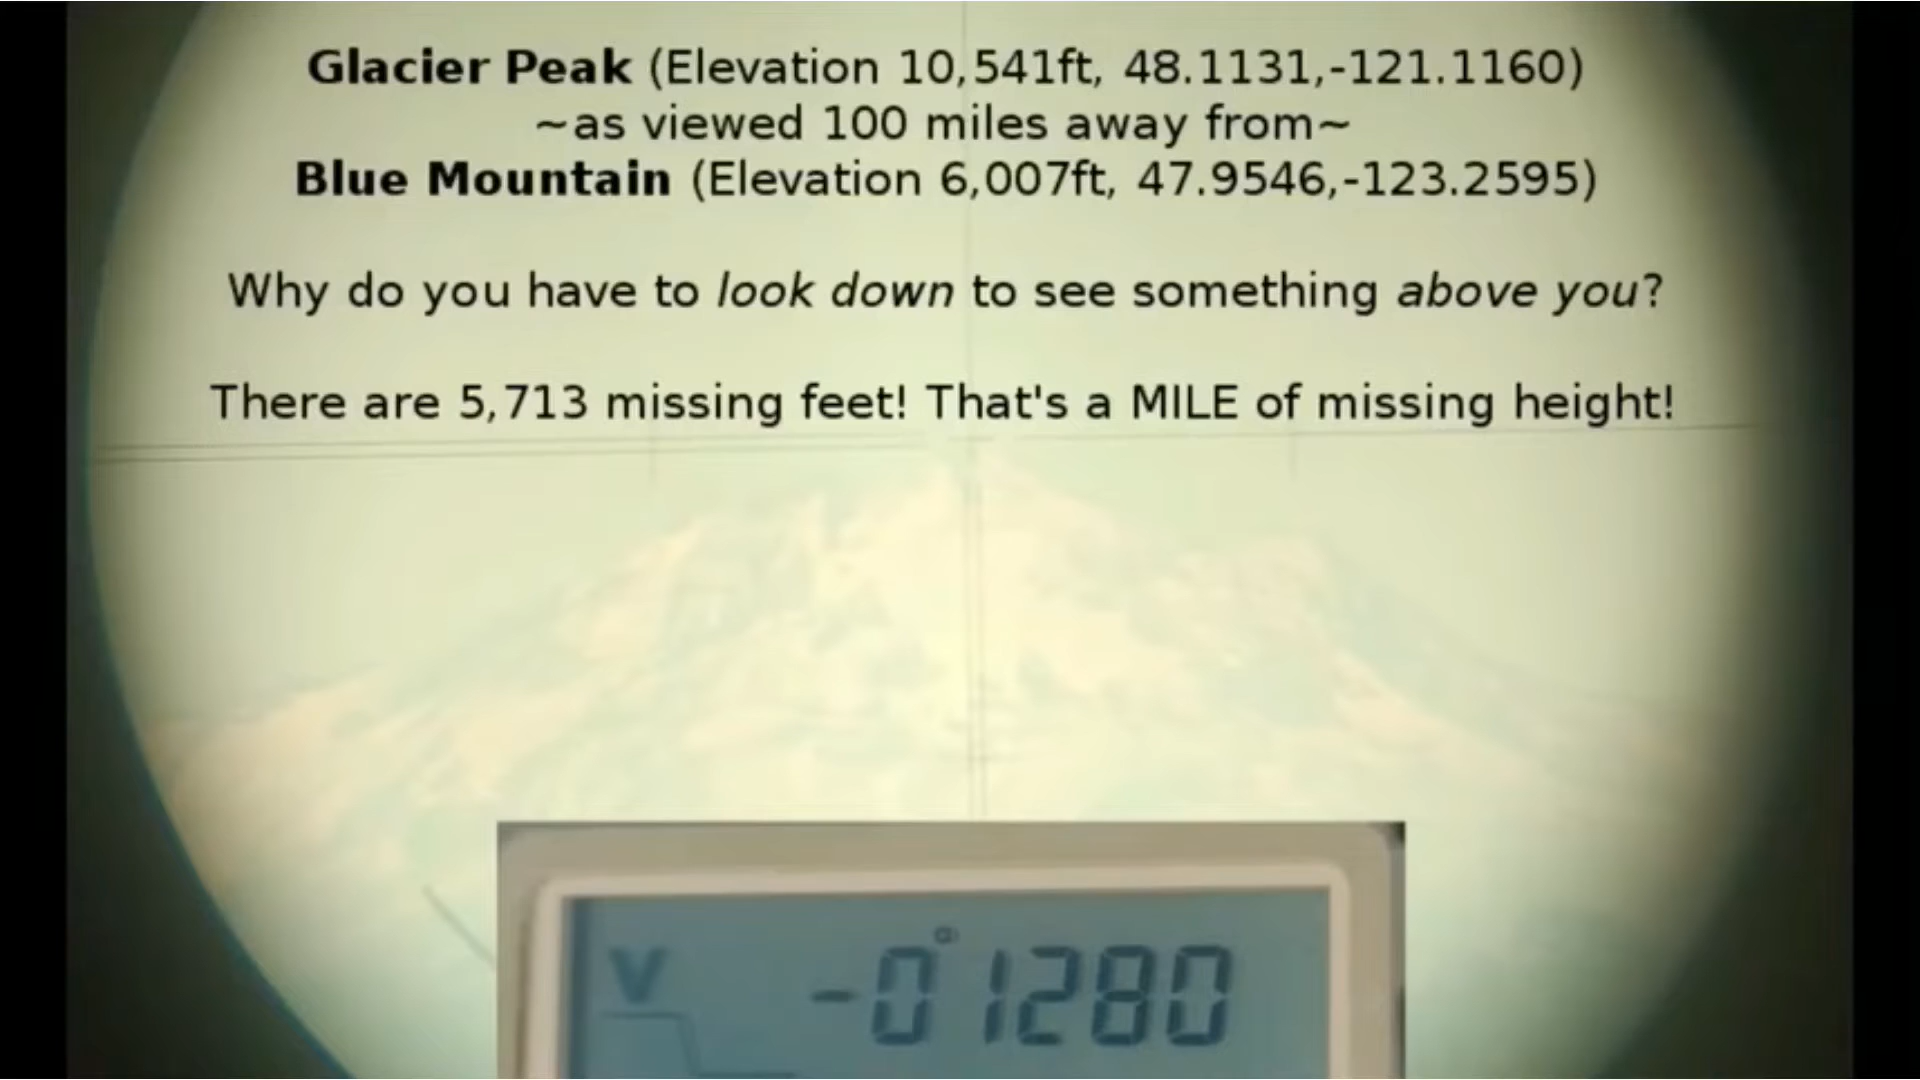 Glacier Peak (Elevation 10,541ft, 48.1131,-121.1160)
~as viewed 100 miles away from~
Blue Mountain (Elevation 6,007ft, 47.9546,-123.2595)
Why do you have to look down to see something above you?
There are 5,713 missing feet! That's a MILE of missing height!
V -0°1280